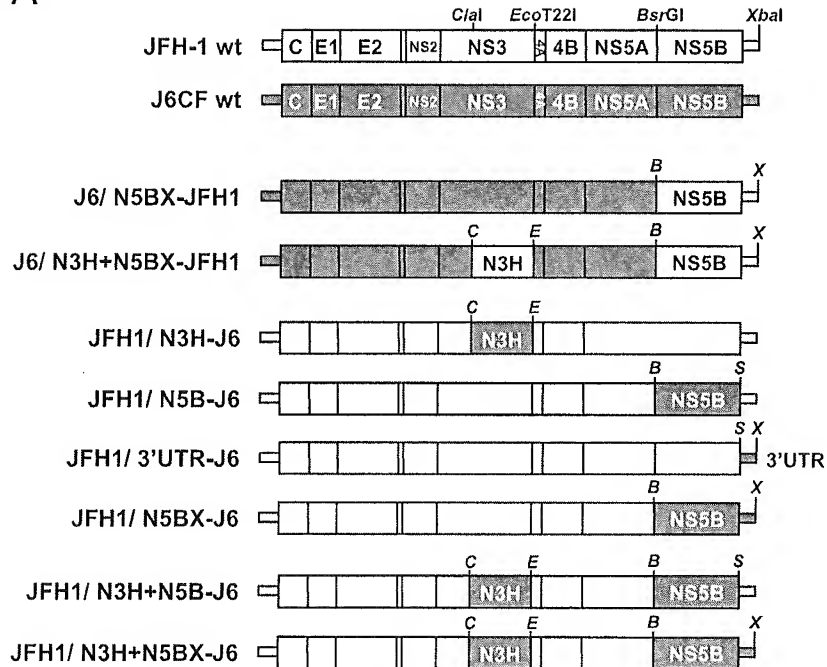 A
ClaI EcoT22I BsrGI XbaI
JFH-1 wt C E1 E2 NS2 NS3 4A 4B NS5A NS5B
J6CF wt C E1 E2 NS2 NS3 4B NS5A NS5B
B X
J6/ N5BX-JFH1 NS5B
C E B X
J6/ N3H+N5BX-JFH1 N3H NS5B
C E
JFH1/ N3H-J6 N3H
B S
JFH1/ N5B-J6 NS5B
S X
JFH1/ 3'UTR-J6 3'UTR
B X
JFH1/ N5BX-J6 NS5B
C E B S
JFH1/ N3H+N5B-J6 N3H NS5B
C E B X
JFH1/ N3H+N5BX-J6 N3H NS5B